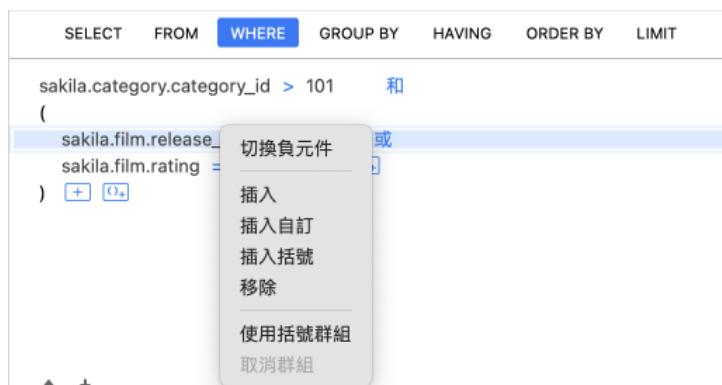 SELECT FROM WHERE GROUP BY HAVING ORDER BY LIMIT
sakila.category.category_id > 101 和
(
sakila.film.release_ 或
sakila.film.rating =
)
切換負元件
插入
插入自訂
插入括號
移除
使用括號群組
取消群組